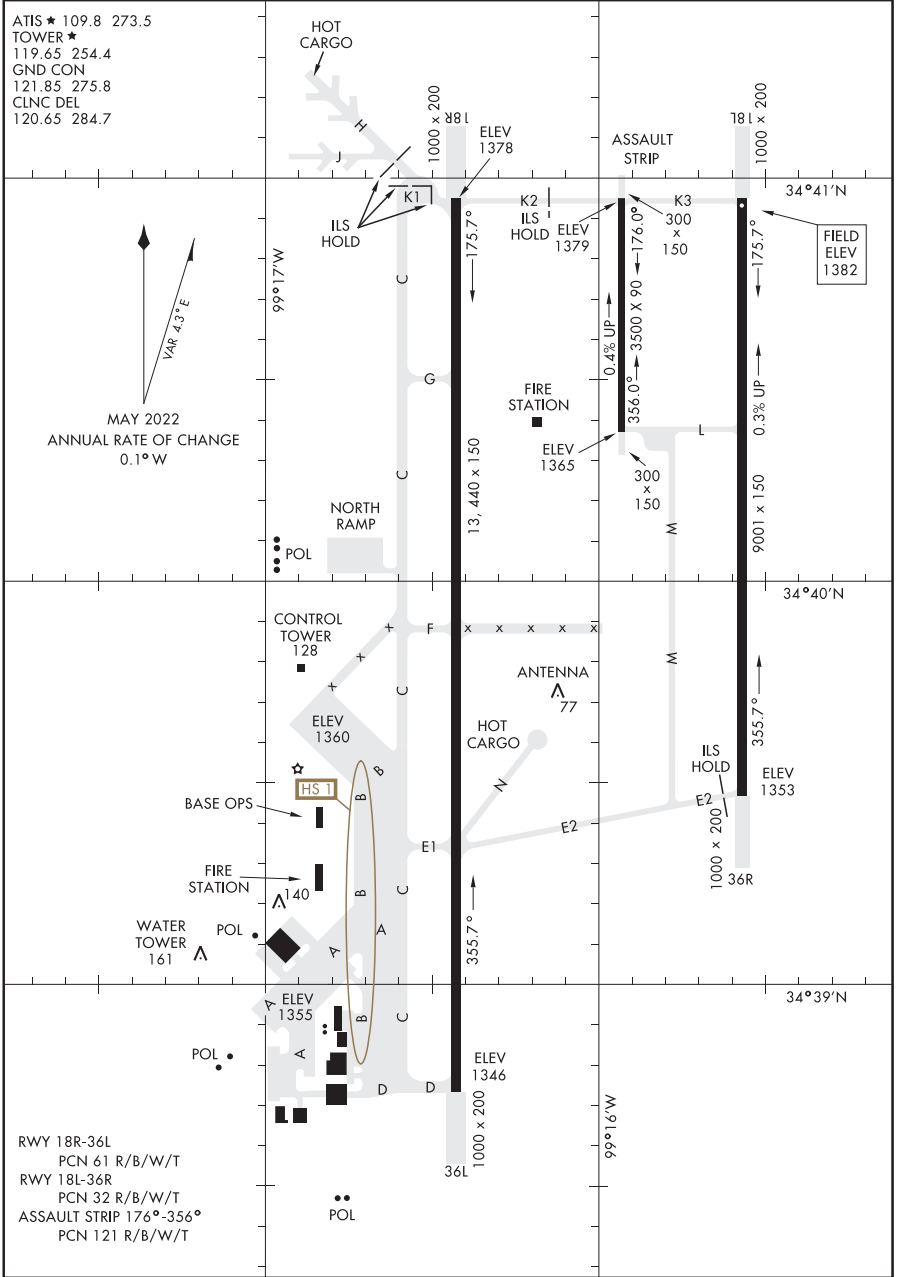 ATIS ★ 109.8 273.5
TOWER ★
119.65 254.4
GND CON
121.85 275.8
CLNC DEL
120.65 284.7
HOT
CARGO
H
J
1000 x 200
18R
ELEV
1378
ASSAULT
STRIP
18L
1000 x 200
34°41'N
K1
K2
K3
ILS
HOLD
ILS
HOLD
ELEV
1379
300
x
150
FIELD
ELEV
1382
VAR 4.3° E
MAY 2022
ANNUAL RATE OF CHANGE
0.1° W
99°17'W
C
175.7°
176.0°
175.7°
3500 X 90
0.4% UP
356.0°
0.3% UP
G
FIRE
STATION
L
ELEV
1365
300
x
150
C
13, 440 x 150
9001 x 150
NORTH
RAMP
POL
M
34°40'N
CONTROL
TOWER
128
x
x
x
F
x x x x x
C
M
ANTENNA
77
ELEV
1360
HOT
CARGO
355.7°
B
HS 1
B
N
ILS
HOLD
ELEV
1353
BASE OPS
E1
E2
E2
1000 x 200
36R
FIRE
STATION
140
B
C
355.7°
WATER
TOWER
161
POL
A
A
34°39'N
A
ELEV
1355
B
C
A
POL
ELEV
1346
D
D
1000 x 200
36L
99°16'W
RWY 18R-36L
PCN 61 R/B/W/T
RWY 18L-36R
PCN 32 R/B/W/T
ASSAULT STRIP 176°-356°
PCN 121 R/B/W/T
POL